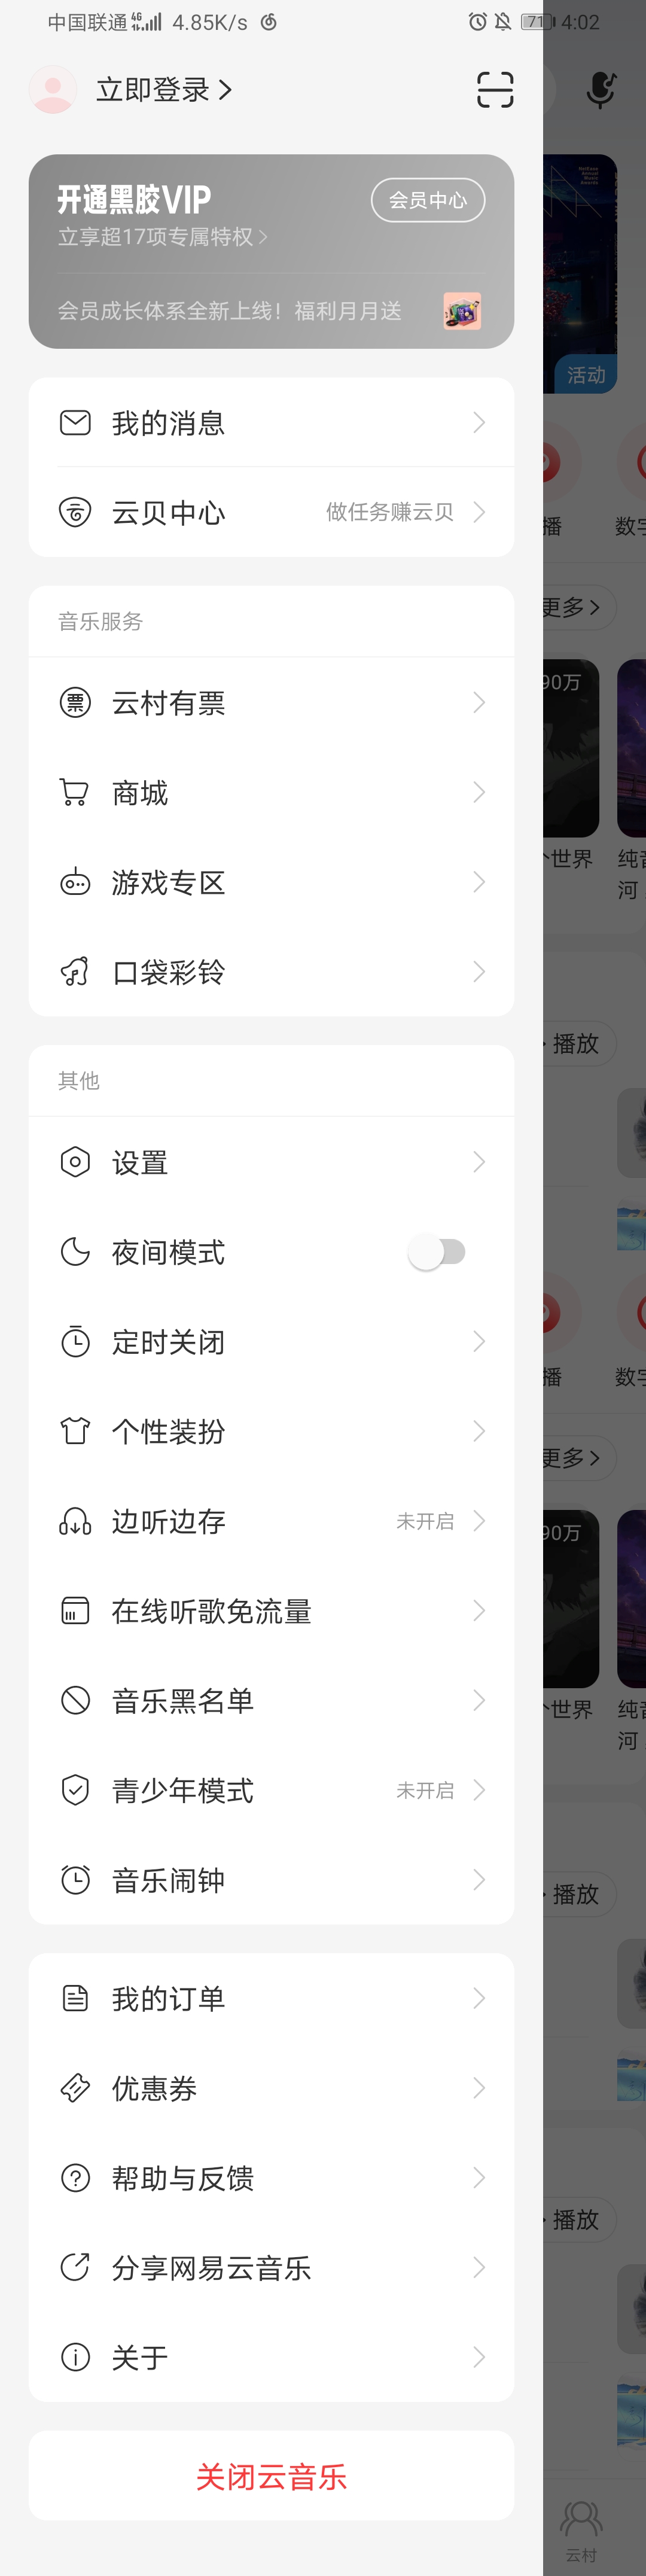 中国联通 4G 4.85K/s 71 4:02
立即登录
开通黑胶VIP
会员中心
立享超17项专属特权
会员成长体系全新上线！福利月月送
活动
我的消息
云贝中心 做任务赚云贝
播 数字
音乐服务
更多
云村有票
90万
商城
个世界 纯音
游戏专区
河
口袋彩铃
播放
其他
设置
夜间模式
定时关闭
播 数字
个性装扮
更多
边听边存 未开启
90万
在线听歌免流量
音乐黑名单
个世界 纯音
河
青少年模式 未开启
音乐闹钟
播放
我的订单
优惠券
帮助与反馈
播放
分享网易云音乐
关于
关闭云音乐
云村